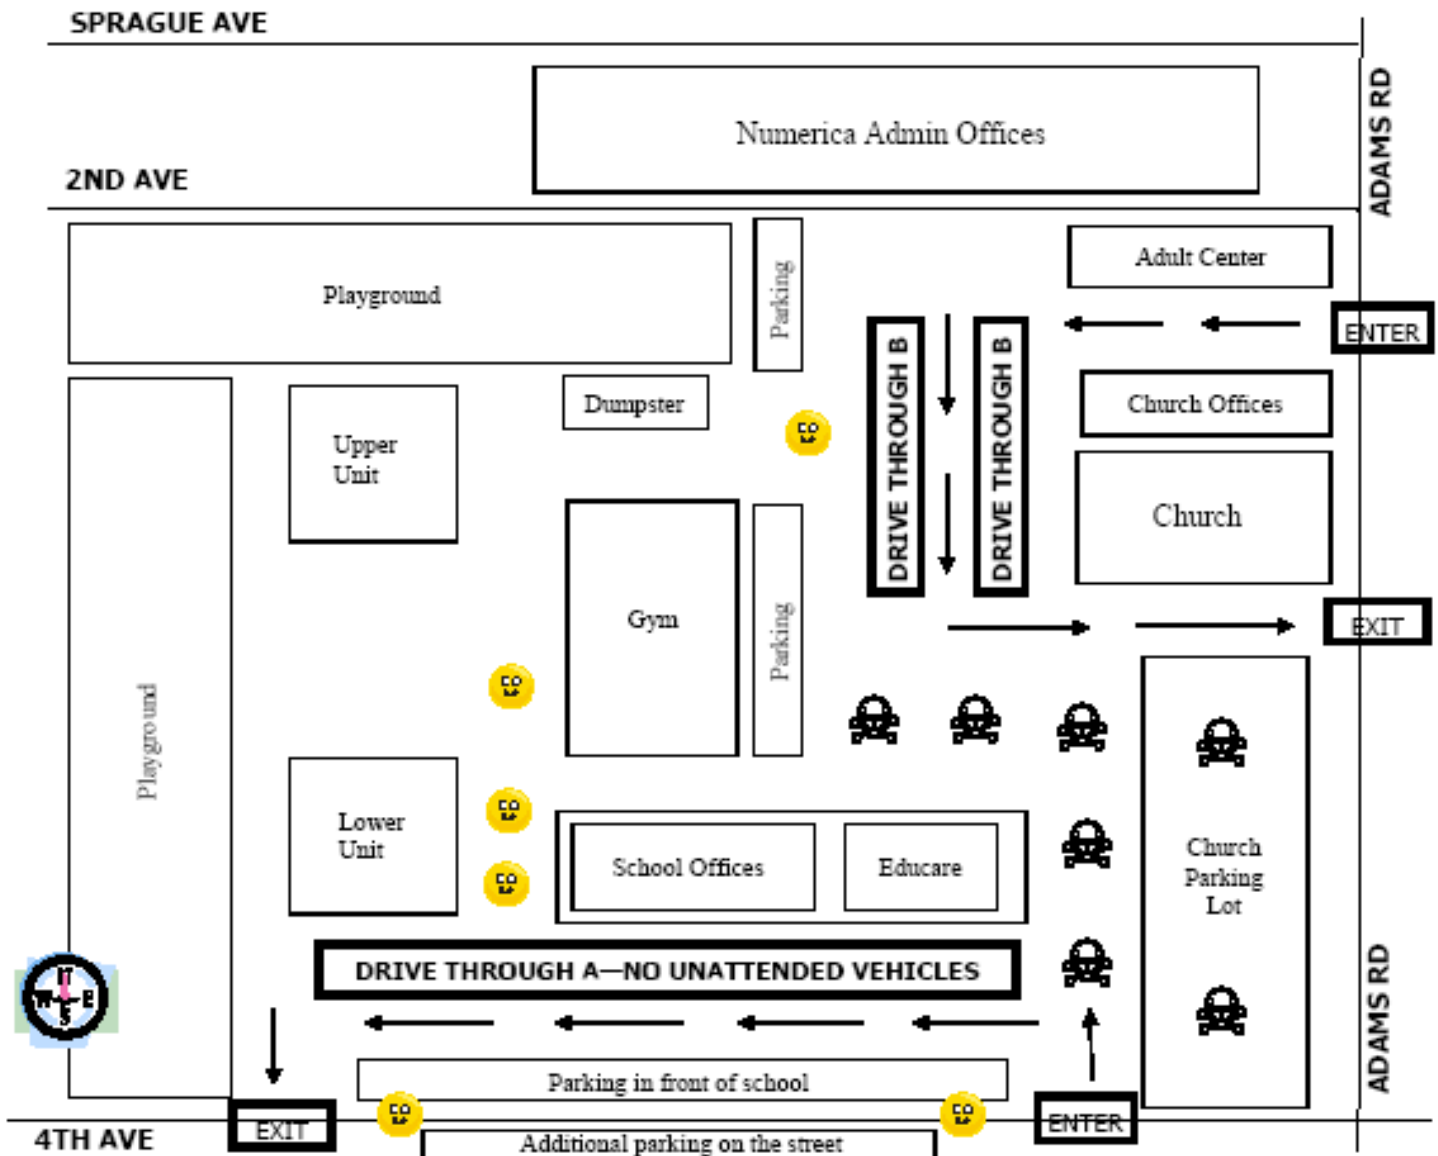 SPRAGUE AVE
ADAMS RD
Numerica Admin Offices
2ND AVE
Adult Center
Playground
Parking
ENTER
DRIVE THROUGH B
DRIVE THROUGH B
Dumpster
Church Offices
Upper
Unit
Church
Gym
Parking
EXIT
Playground
Lower
Unit
School Offices
Educare
Church
Parking
Lot
DRIVE THROUGH A—NO UNATTENDED VEHICLES
N
W
E
S
ADAMS RD
Parking in front of school
EXIT
ENTER
4TH AVE
Additional parking on the street